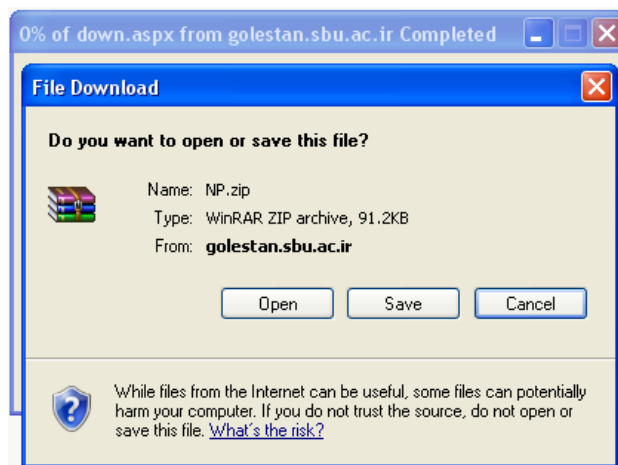 0% of down.aspx from golestan.sbu.ac.ir Completed
File Download
Do you want to open or save this file?
Name: NP.zip
Type: WinRAR ZIP archive, 91.2KB
From: golestan.sbu.ac.ir
Open Save Cancel
While files from the Internet can be useful, some files can potentially
harm your computer. If you do not trust the source, do not open or
save this file. What's the risk?